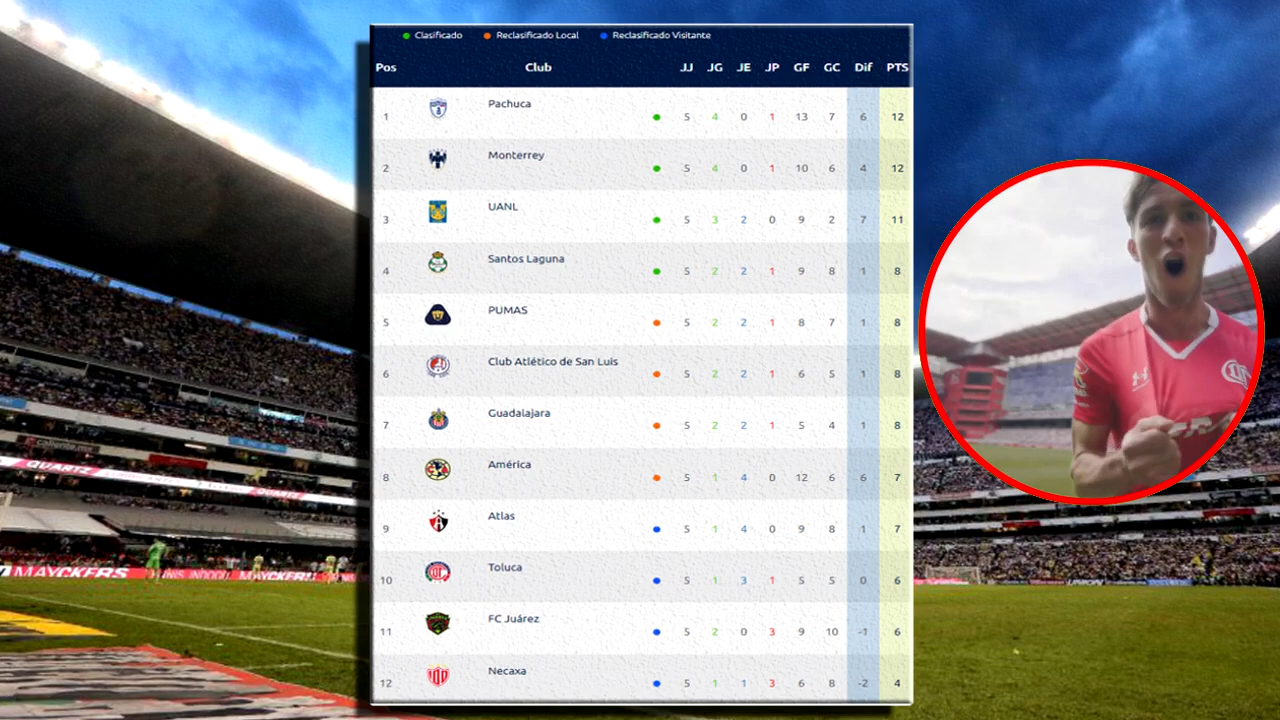 Clasificado Reclasificado Local Reclasificado Visitante
Pos Club JJ JG JE JP GF GC Dif PTS
1 Pachuca 5 4 0 1 13 7 6 12
2 Monterrey 5 4 0 1 10 6 4 12
3 UANL 5 3 2 0 9 2 7 11
4 Santos Laguna 5 2 2 1 9 8 1 8
5 PUMAS 5 2 2 1 8 7 1 8
6 Club Atlético de San Luis 5 2 2 1 6 5 1 8
7 Guadalajara 5 2 2 1 5 4 1 8
8 América 5 1 4 0 12 6 6 7
9 Atlas 5 1 4 0 9 8 1 7
10 Toluca 5 1 3 1 5 5 0 6
11 FC Juárez 5 2 0 3 9 10 -1 6
12 Necaxa 5 1 1 3 6 8 -2 4
QUARTZ
MAYCKERS
MAYCKERS